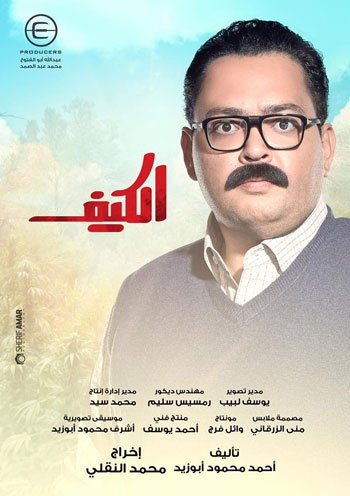 PRODUCERS
عبدالله أبو الفتوح
محمد عبد الصمد
الكيف
SHERIF AMAR
مدير تصوير مهندس ديكور مدير إدارة إنتاج
يوسف لبيب رمسيس سليم محمد سيد
مصممة ملابس مونتاج منتج فني موسيقى تصويرية
منى الزرقاني وائل فرج أحمد يوسف أشرف محمود أبوزيد
تأليف إخراج
أحمد محمود أبوزيد محمد النقلي